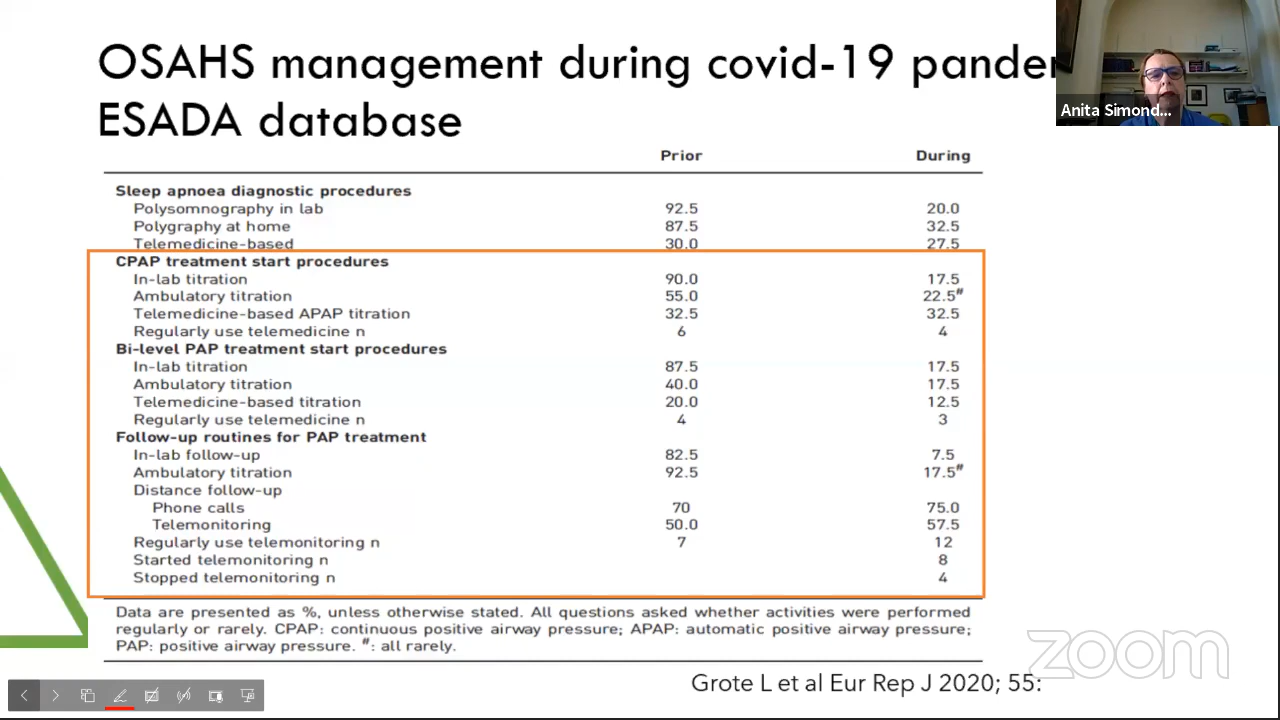 OSAHS management during covid-19 pander
ESADA database
Anita Simond...
Prior During
Sleep apnoea diagnostic procedures
Polysomnography in lab 92.5 20.0
Polygraphy at home 87.5 32.5
Telemedicine-based 30.0 27.5
CPAP treatment start procedures
In-lab titration 90.0 17.5
Ambulatory titration 55.0 22.5#
Telemedicine-based APAP titration 32.5 32.5
Regularly use telemedicine n 6 4
Bi-level PAP treatment start procedures
In-lab titration 87.5 17.5
Ambulatory titration 40.0 17.5
Telemedicine-based titration 20.0 12.5
Regularly use telemedicine n 4 3
Follow-up routines for PAP treatment
In-lab follow-up 82.5 7.5
Ambulatory titration 92.5 17.5#
Distance follow-up
Phone calls 70 75.0
Telemonitoring 50.0 57.5
Regularly use telemonitoring n 7 12
Started telemonitoring n 8
Stopped telemonitoring n 4
Data are presented as %, unless otherwise stated. All questions asked whether activities were performed
regularly or rarely. CPAP: continuous positive airway pressure; APAP: automatic positive airway pressure;
PAP: positive airway pressure. #: all rarely.
zoom
Grote L et al Eur Rep J 2020; 55: